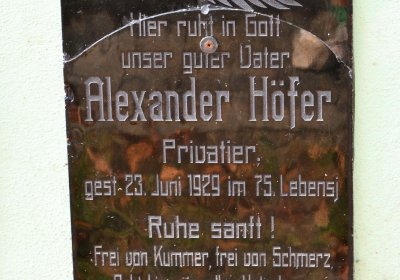 Hier ruht in Gott
unser guter Vater
Alexander Höfer
Privatier,
gest. 23. Juni 1929 im 75. Lebensj
Ruhe sanft !
Frei von Kummer, frei von Schmerz,